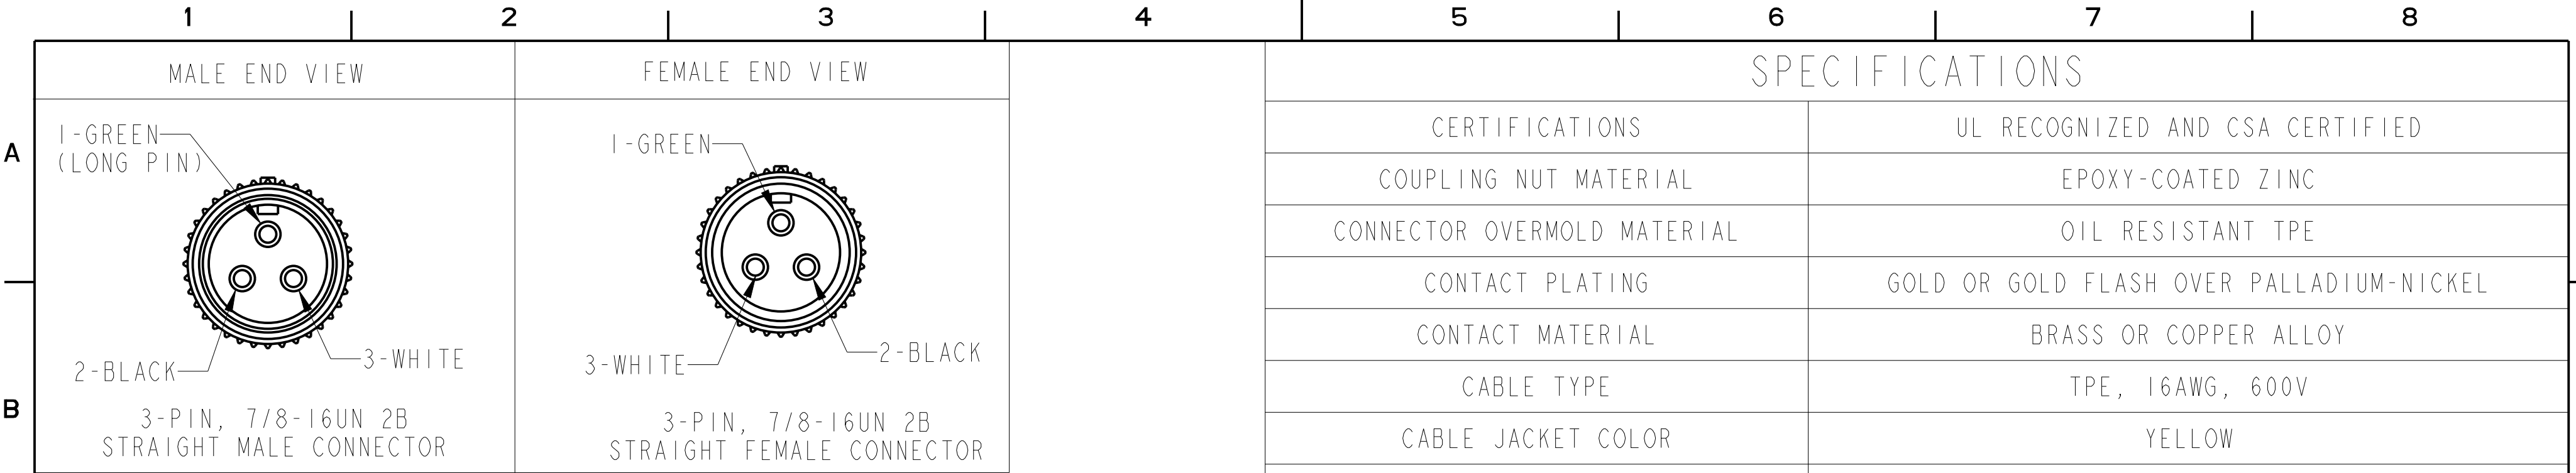 1 2 3 4 5 6 7 8
A
B
MALE END VIEW
1-GREEN
(LONG PIN)
2-BLACK
3-WHITE
3-PIN, 7/8-16UN 2B
STRAIGHT MALE CONNECTOR
FEMALE END VIEW
1-GREEN
3-WHITE
2-BLACK
3-PIN, 7/8-16UN 2B
STRAIGHT FEMALE CONNECTOR
SPECIFICATIONS
CERTIFICATIONS UL RECOGNIZED AND CSA CERTIFIED
COUPLING NUT MATERIAL EPOXY-COATED ZINC
CONNECTOR OVERMOLD MATERIAL OIL RESISTANT TPE
CONTACT PLATING GOLD OR GOLD FLASH OVER PALLADIUM-NICKEL
CONTACT MATERIAL BRASS OR COPPER ALLOY
CABLE TYPE TPE, 16AWG, 600V
CABLE JACKET COLOR YELLOW